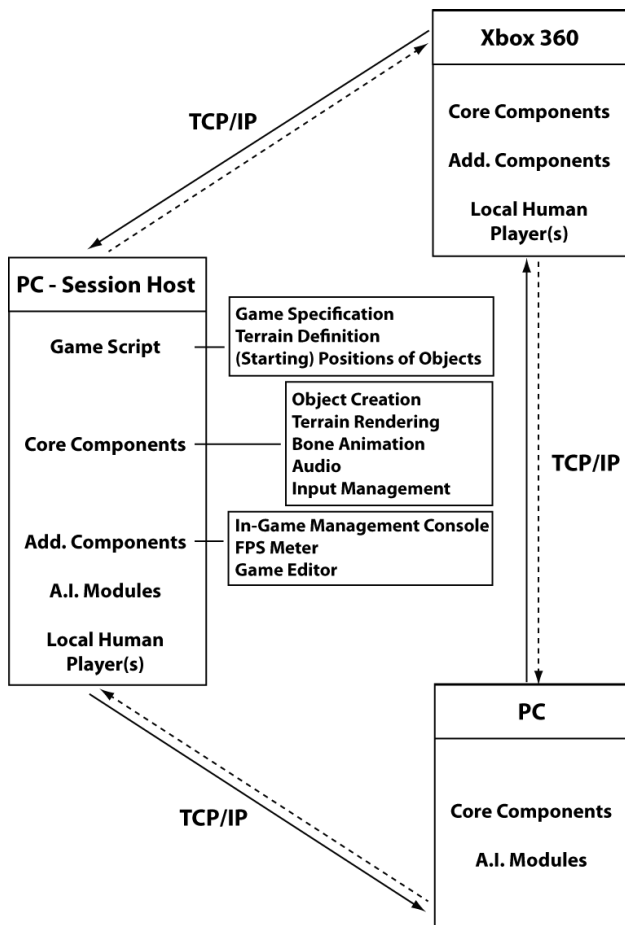 Xbox 360
Core Components
Add. Components
Local Human
Player(s)
TCP/IP
PC - Session Host
Game Script
Core Components
Add. Components
A.I. Modules
Local Human
Player(s)
Game Specification
Terrain Definition
(Starting) Positions of Objects
Object Creation
Terrain Rendering
Bone Animation
Audio
Input Management
In-Game Management Console
FPS Meter
Game Editor
TCP/IP
TCP/IP
PC
Core Components
A.I. Modules